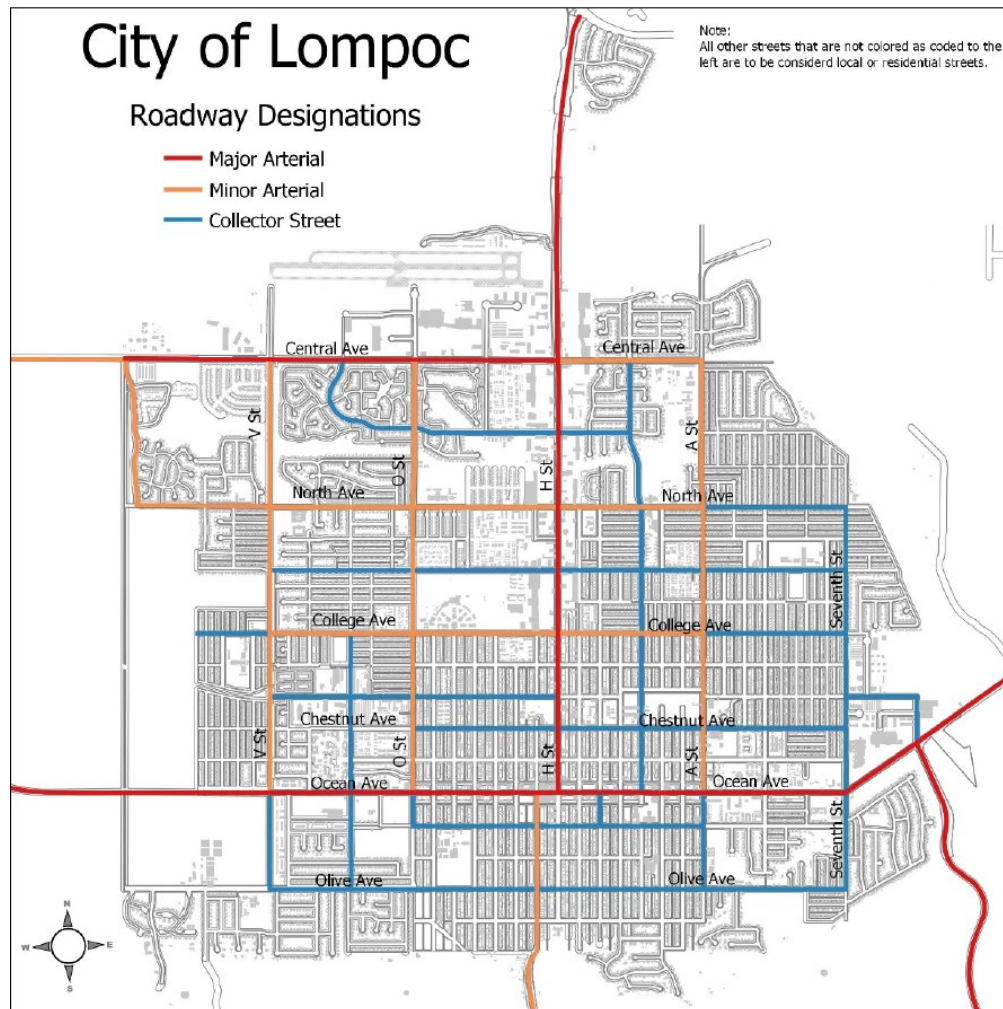 City of Lompoc
Roadway Designations
Major Arterial
Minor Arterial
Collector Street
Note:
All other streets that are not colored as coded to the
left are to be considerd local or residential streets.
Central Ave
Central Ave
V St
O St
H St
A St
North Ave
North Ave
Seventh St
College Ave
College Ave
Chestnut Ave
Chestnut Ave
V St
O St
H St
A St
Ocean Ave
Ocean Ave
Seventh St
Olive Ave
Olive Ave
N
W
E
S